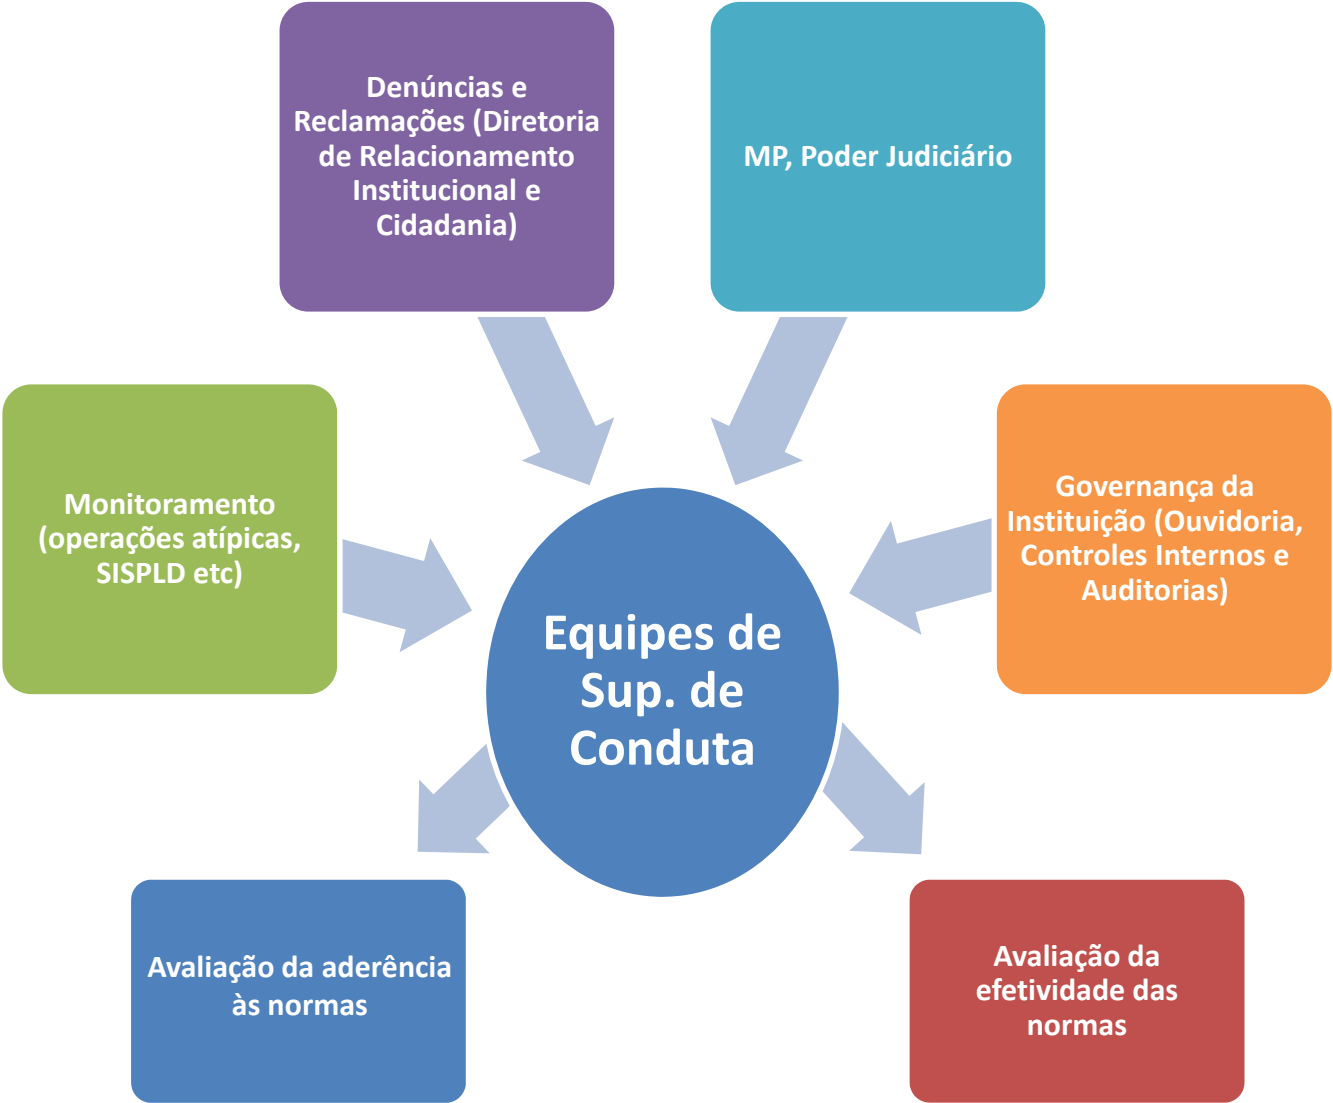 Denúncias e
Reclamações (Diretoria
de Relacionamento
Institucional e
Cidadania)
MP, Poder Judiciário
Monitoramento
(operações atípicas,
SISPLD etc)
Governança da
Instituição (Ouvidoria,
Controles Internos e
Auditorias)
Equipes de
Sup. de
Conduta
Avaliação da aderência
às normas
Avaliação da
efetividade das
normas